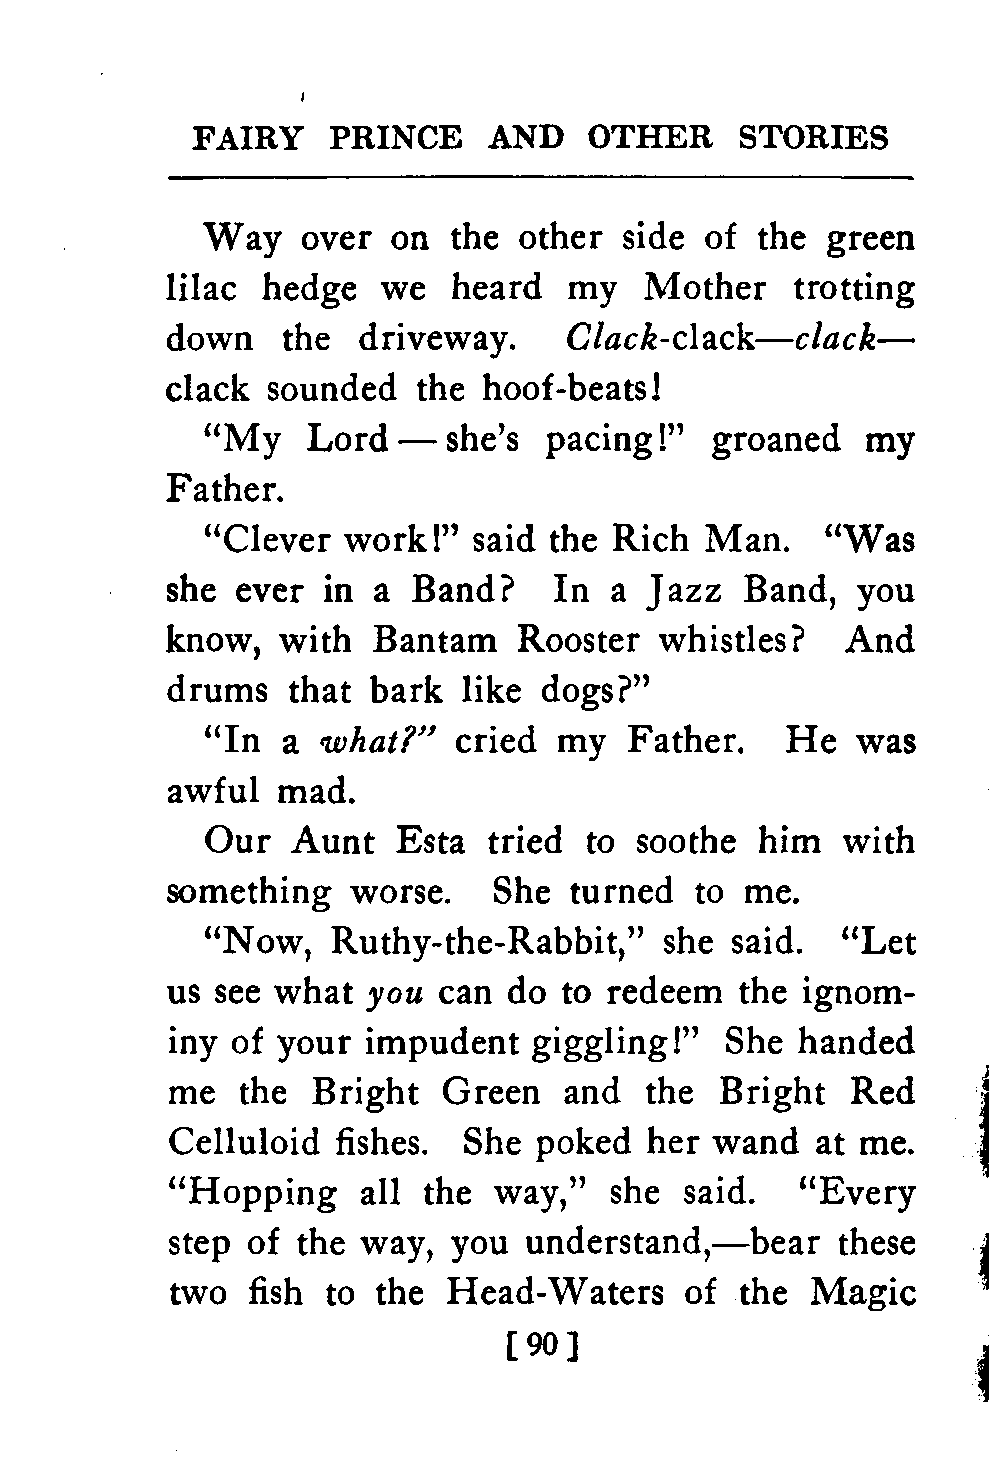 FAIRY PRINCE AND OTHER STORIES
Way over on the other side of the green
lilac hedge we heard my Mother trotting
down the driveway. Clack-clack—clack—
clack sounded the hoof-beats!
“My Lord — she’s pacing!” groaned my
Father.
“Clever work!” said the Rich Man. “Was
she ever in a Band? In a Jazz Band, you
know, with Bantam Rooster whistles? And
drums that bark like dogs?”
“In a what?” cried my Father. He was
awful mad.
Our Aunt Esta tried to soothe him with
something worse. She turned to me.
“Now, Ruthy-the-Rabbit,” she said. “Let
us see what you can do to redeem the ignom-
iny of your impudent giggling!” She handed
me the Bright Green and the Bright Red
Celluloid fishes. She poked her wand at me.
“Hopping all the way,” she said. “Every
step of the way, you understand,—bear these
two fish to the Head-Waters of the Magic
[ 90 ]